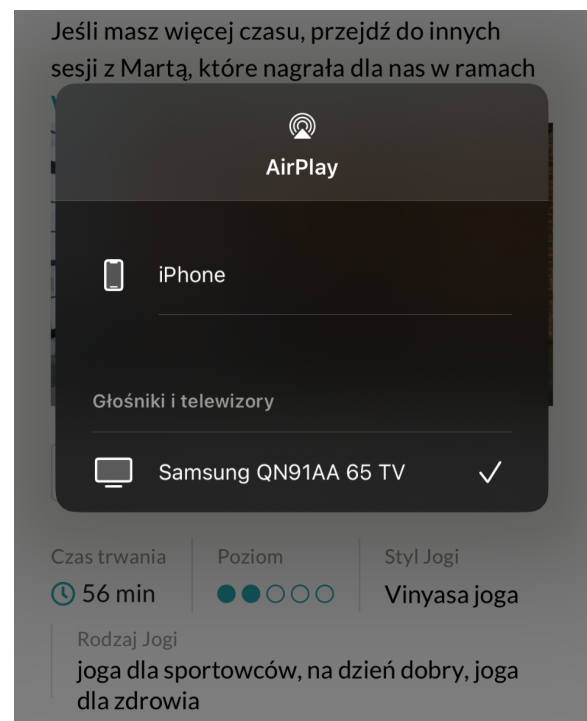 Jeśli masz więcej czasu, przejdź do innych
sesji z Martą, które nagrała dla nas w ramach
AirPlay
iPhone
Głośniki i telewizory
Samsung QN91AA 65 TV
Czas trwania
Poziom
Styl Jogi
56 min
Vinyasa joga
Rodzaj Jogi
joga dla sportowców, na dzień dobry, joga
dla zdrowia